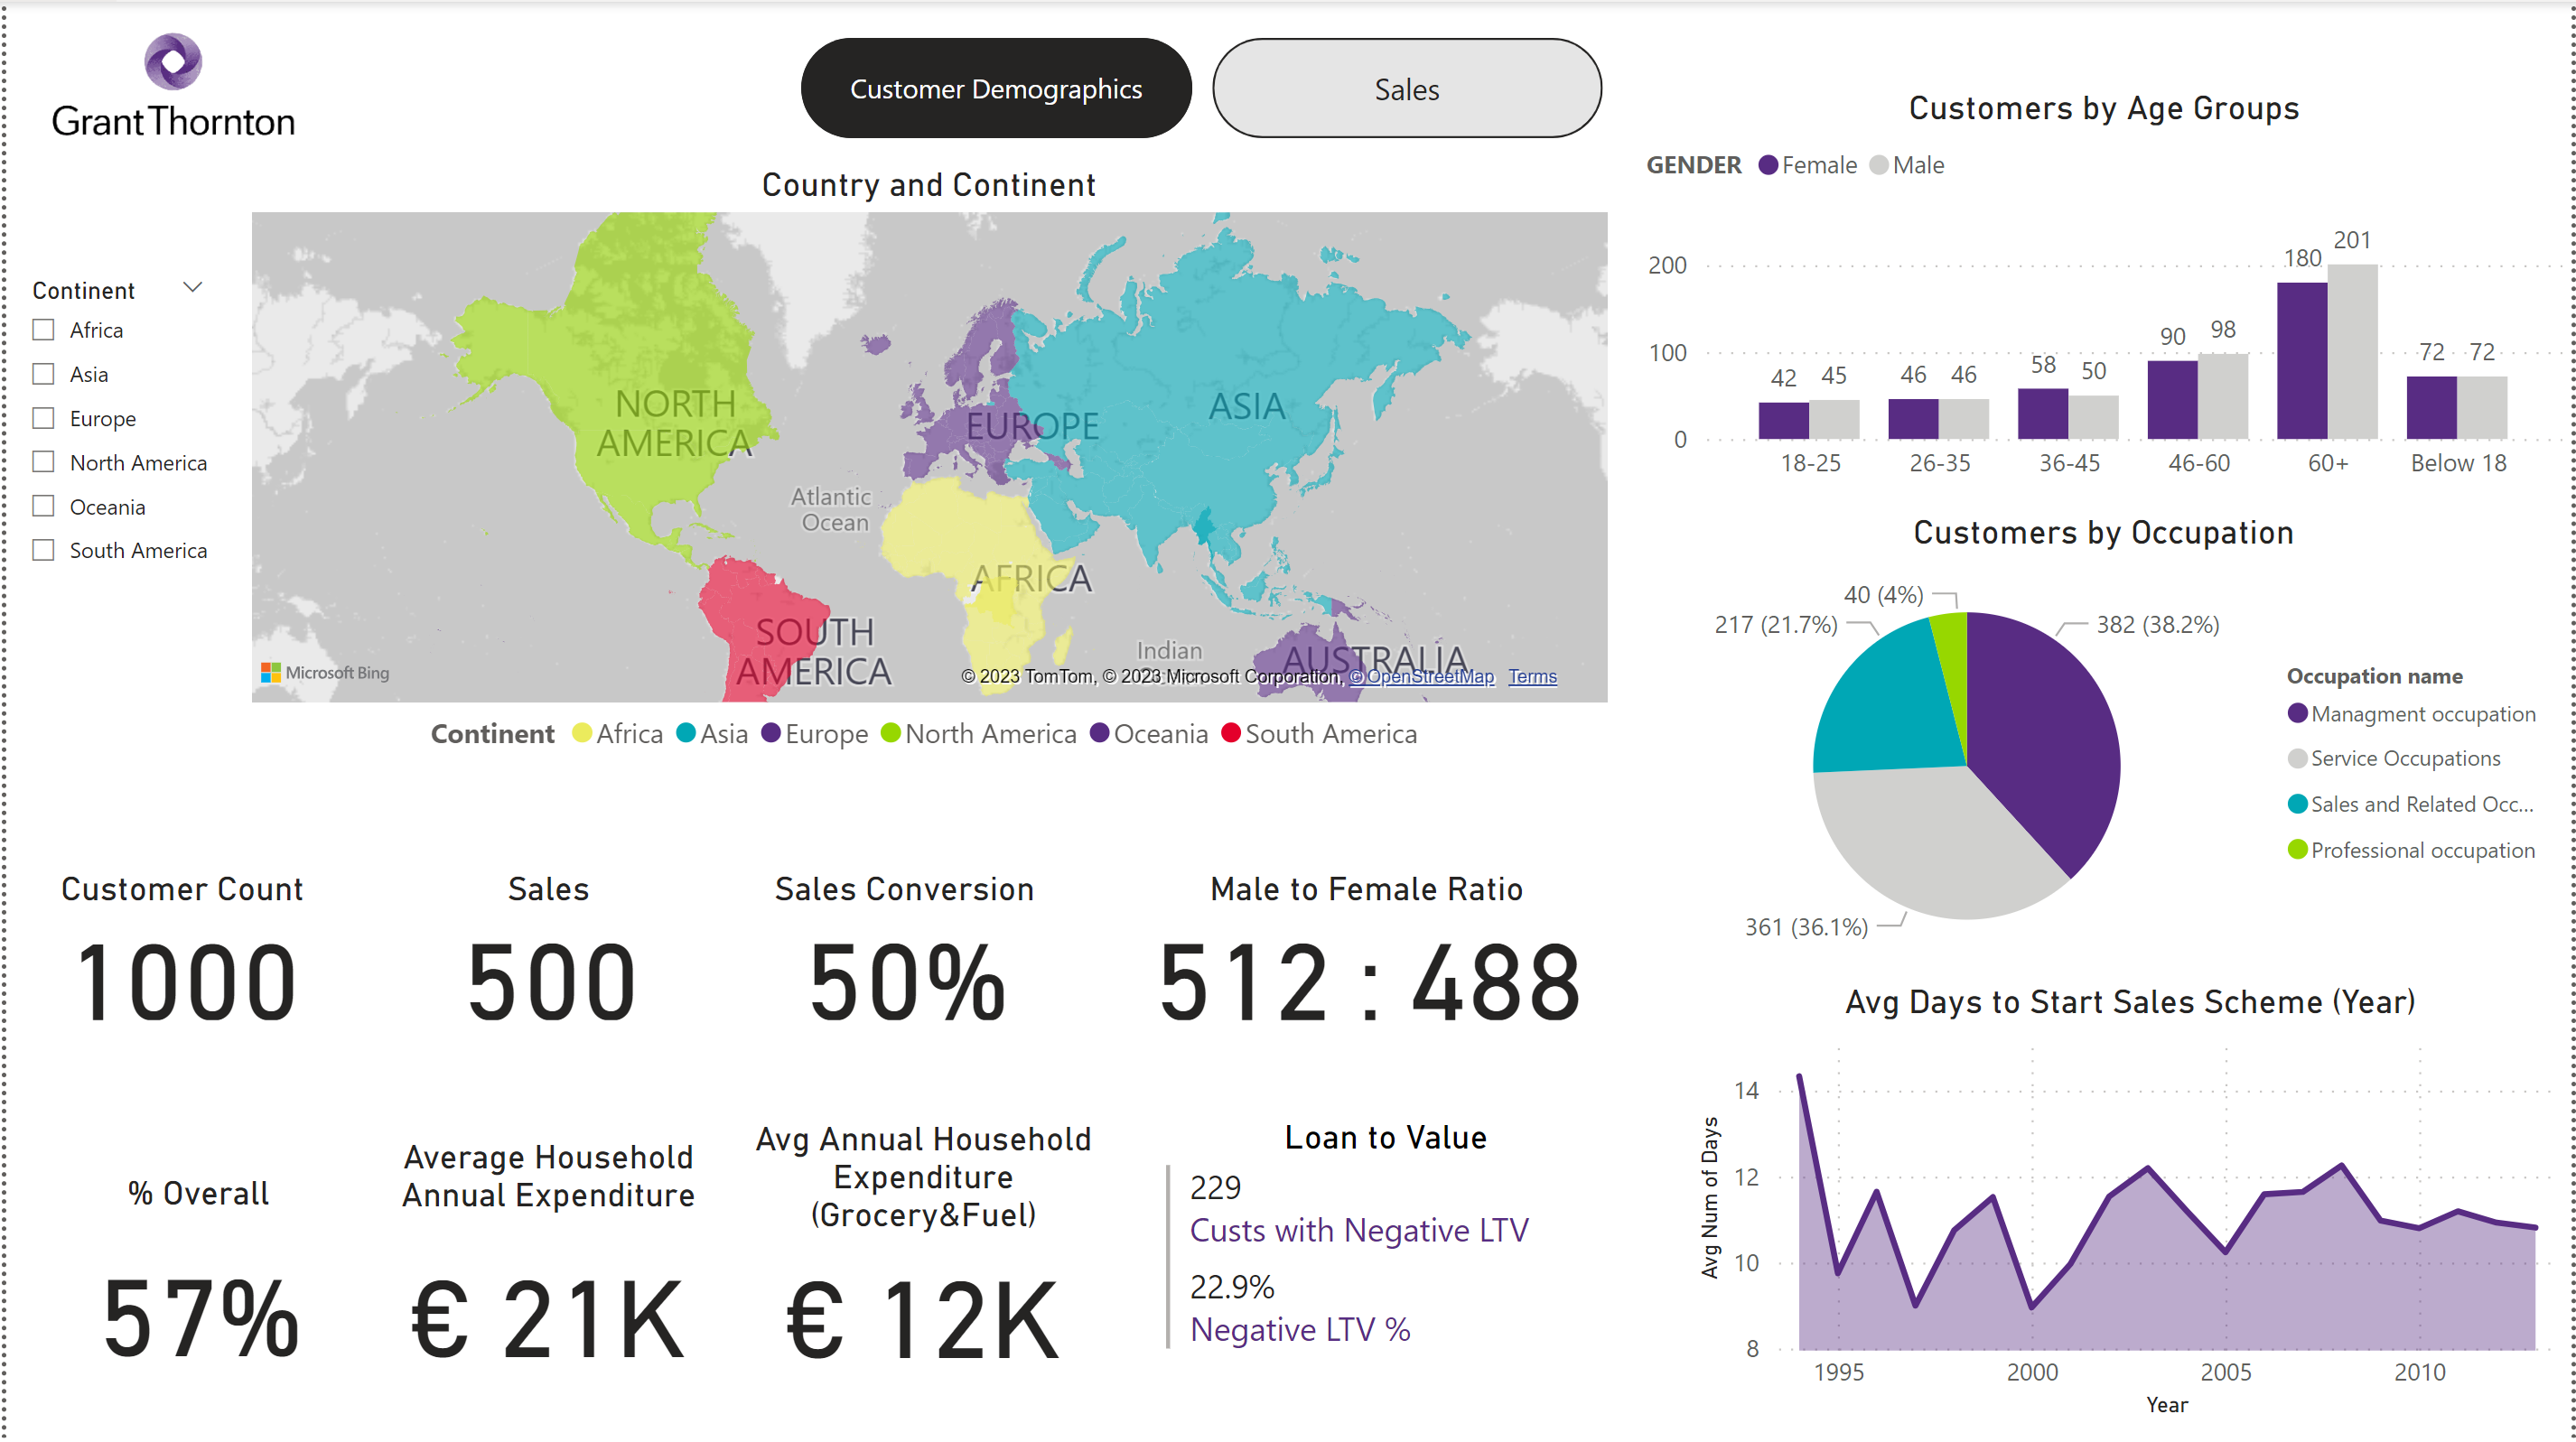 Grant Thornton
Customer Demographics
Sales
Country and Continent
Continent
Africa
Asia
Europe
North America
Oceania
South America
NORTH
AMERICA
EUROPE
ASIA
Atlantic
Ocean
AFRICA
SOUTH
AMERICA
Indian
AUSTRALIA
Microsoft Bing
© 2023 TomTom, © 2023 Microsoft Corporation, © OpenStreetMap Terms
Continent Africa Asia Europe North America Oceania South America
Customer Count
1000
Sales
500
Sales Conversion
50%
Male to Female Ratio
512 : 488
% Overall
57%
Average Household
Annual Expenditure
€ 21K
Avg Annual Household
Expenditure
(Grocery&Fuel)
€ 12K
Loan to Value
229
Custs with Negative LTV
22.9%
Negative LTV %
Customers by Age Groups
GENDER Female Male
200
100
0
42 45
46 46
58 50
90 98
180 201
72 72
18-25 26-35 36-45 46-60 60+ Below 18
Customers by Occupation
40 (4%)
217 (21.7%)
382 (38.2%)
361 (36.1%)
Occupation name
Managment occupation
Service Occupations
Sales and Related Occ...
Professional occupation
Avg Days to Start Sales Scheme (Year)
Avg Num of Days
14
12
10
8
1995 2000 2005 2010
Year